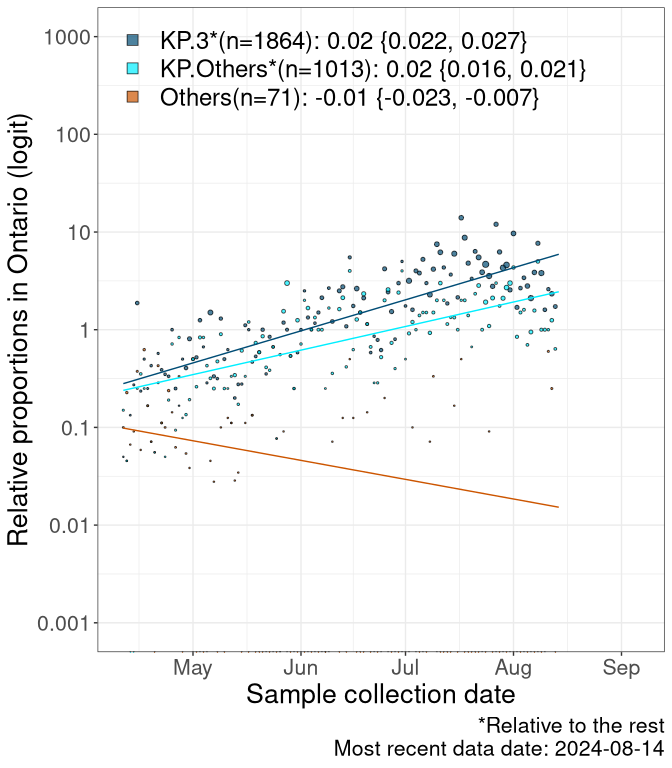 KP.3*(n=1864): 0.02 {0.022, 0.027}
KP.Others*(n=1013): 0.02 {0.016, 0.021}
Others(n=71): -0.01 {-0.023, -0.007}
Relative proportions in Ontario (logit)
1000
100
10
1
0.1
0.01
0.001
May Jun Jul Aug Sep
Sample collection date
*Relative to the rest
Most recent data date: 2024-08-14